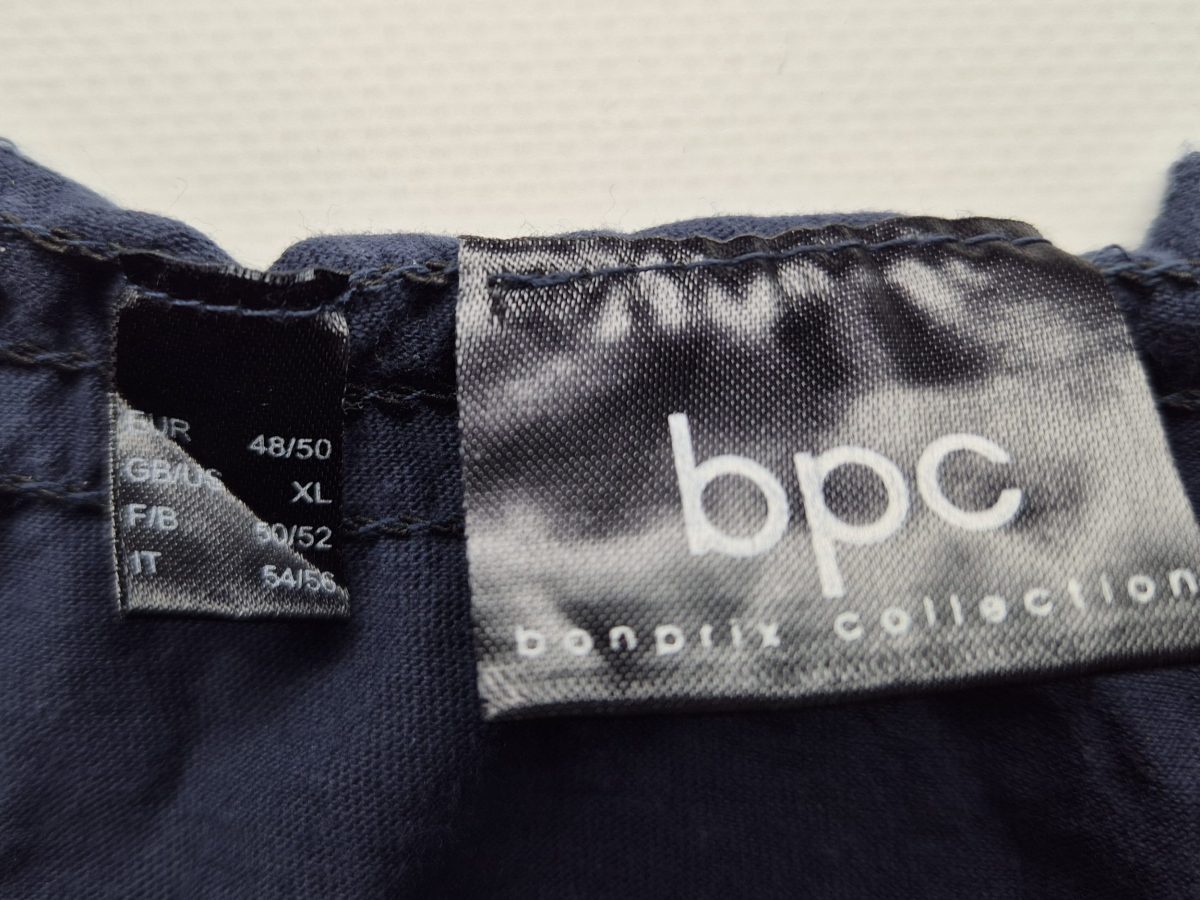 EUR 48/50
GB/US XL
F/B 50/52
IT 54/56
bpc
bonprix collection